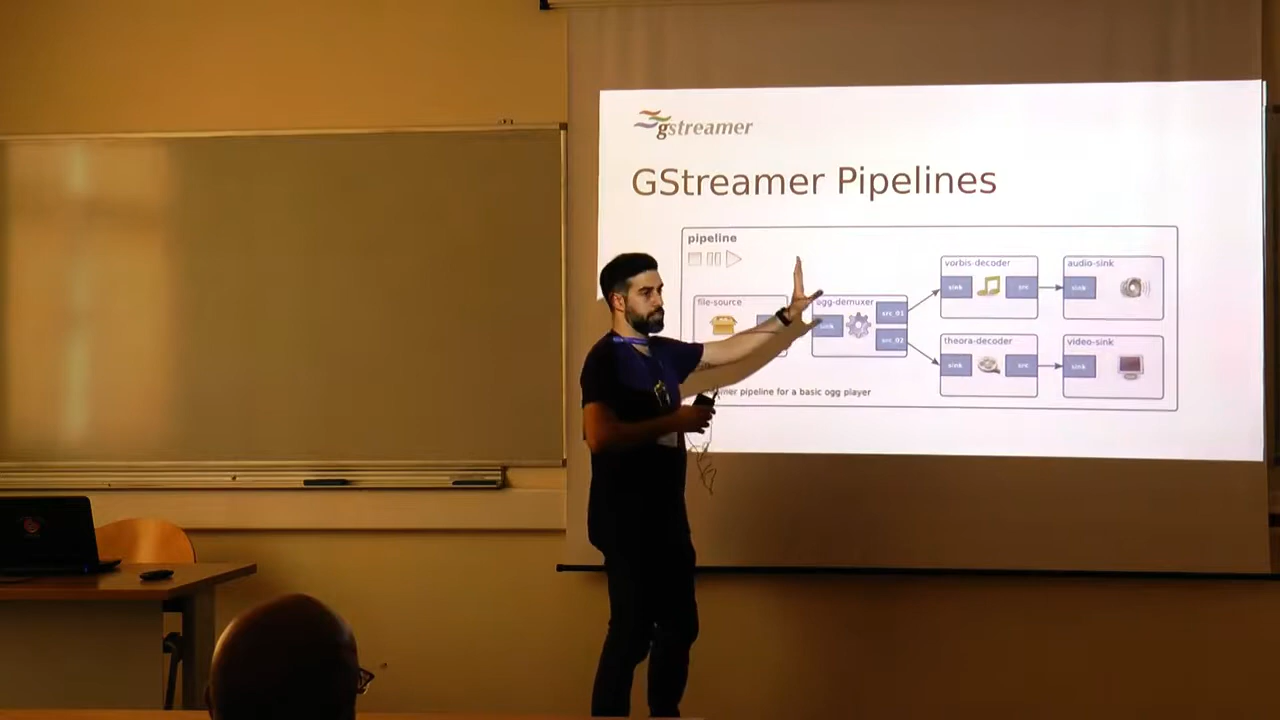 gstreamer
GStreamer Pipelines
pipeline
file-source
ogg-demuxer
sink
src_01
src_02
vorbis-decoder
sink
src
audio-sink
sink
theora-decoder
sink
src
video-sink
sink
pipeline for a basic ogg player